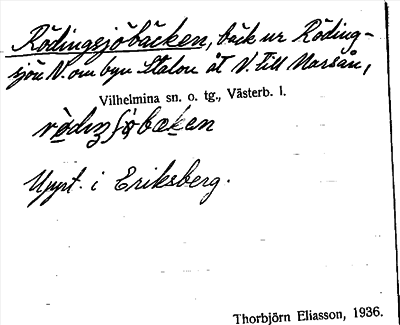 Rödingsjöbäcken, bäck ur Röding-
sjön N. om byn Stalon åt V. till Marsån,
Vilhelmina sn. o. tg., Västerb. l.
Uppt. i Eriksberg.
Thorbjörn Eliasson, 1936.